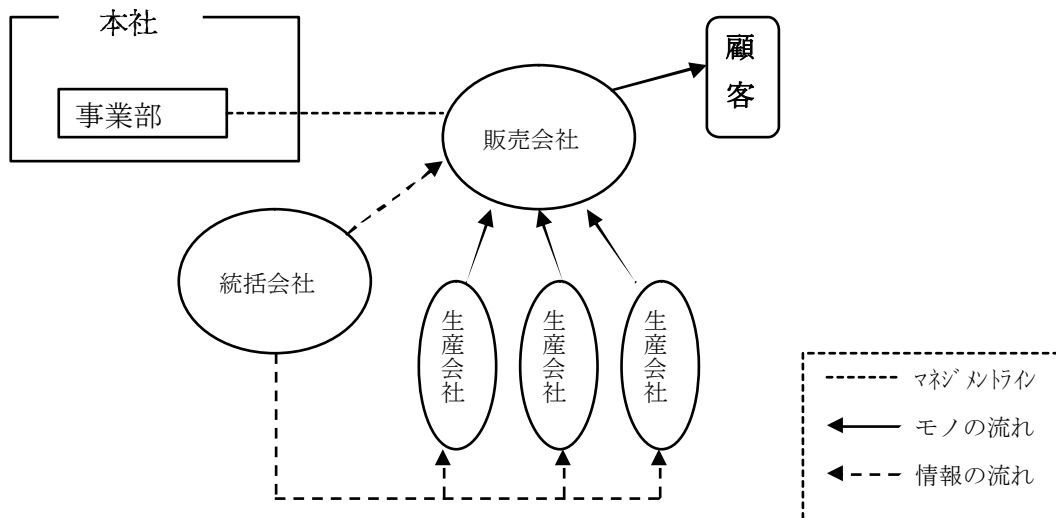 本社
事業部
販売会社
顧客
統括会社
生産会社
生産会社
生産会社
マネジメントライン
モノの流れ
情報の流れ